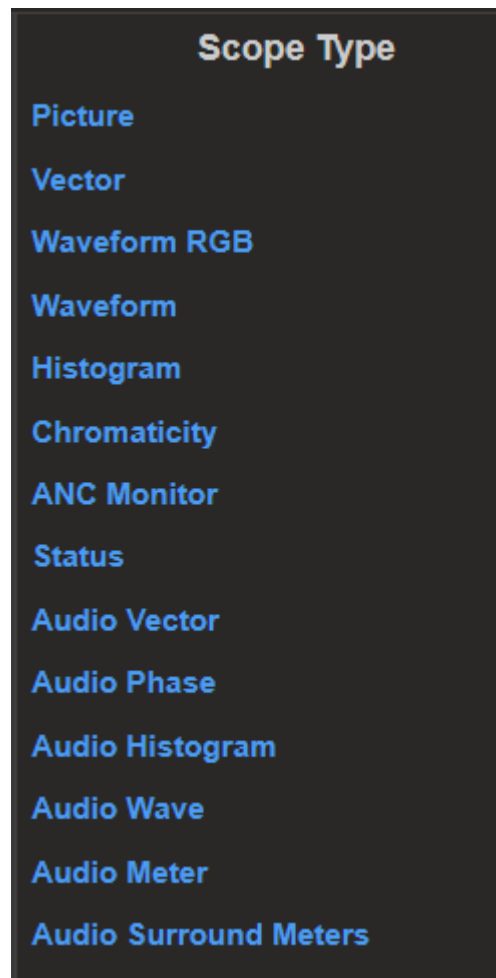 Scope Type
Picture
Vector
Waveform RGB
Waveform
Histogram
Chromaticity
ANC Monitor
Status
Audio Vector
Audio Phase
Audio Histogram
Audio Wave
Audio Meter
Audio Surround Meters